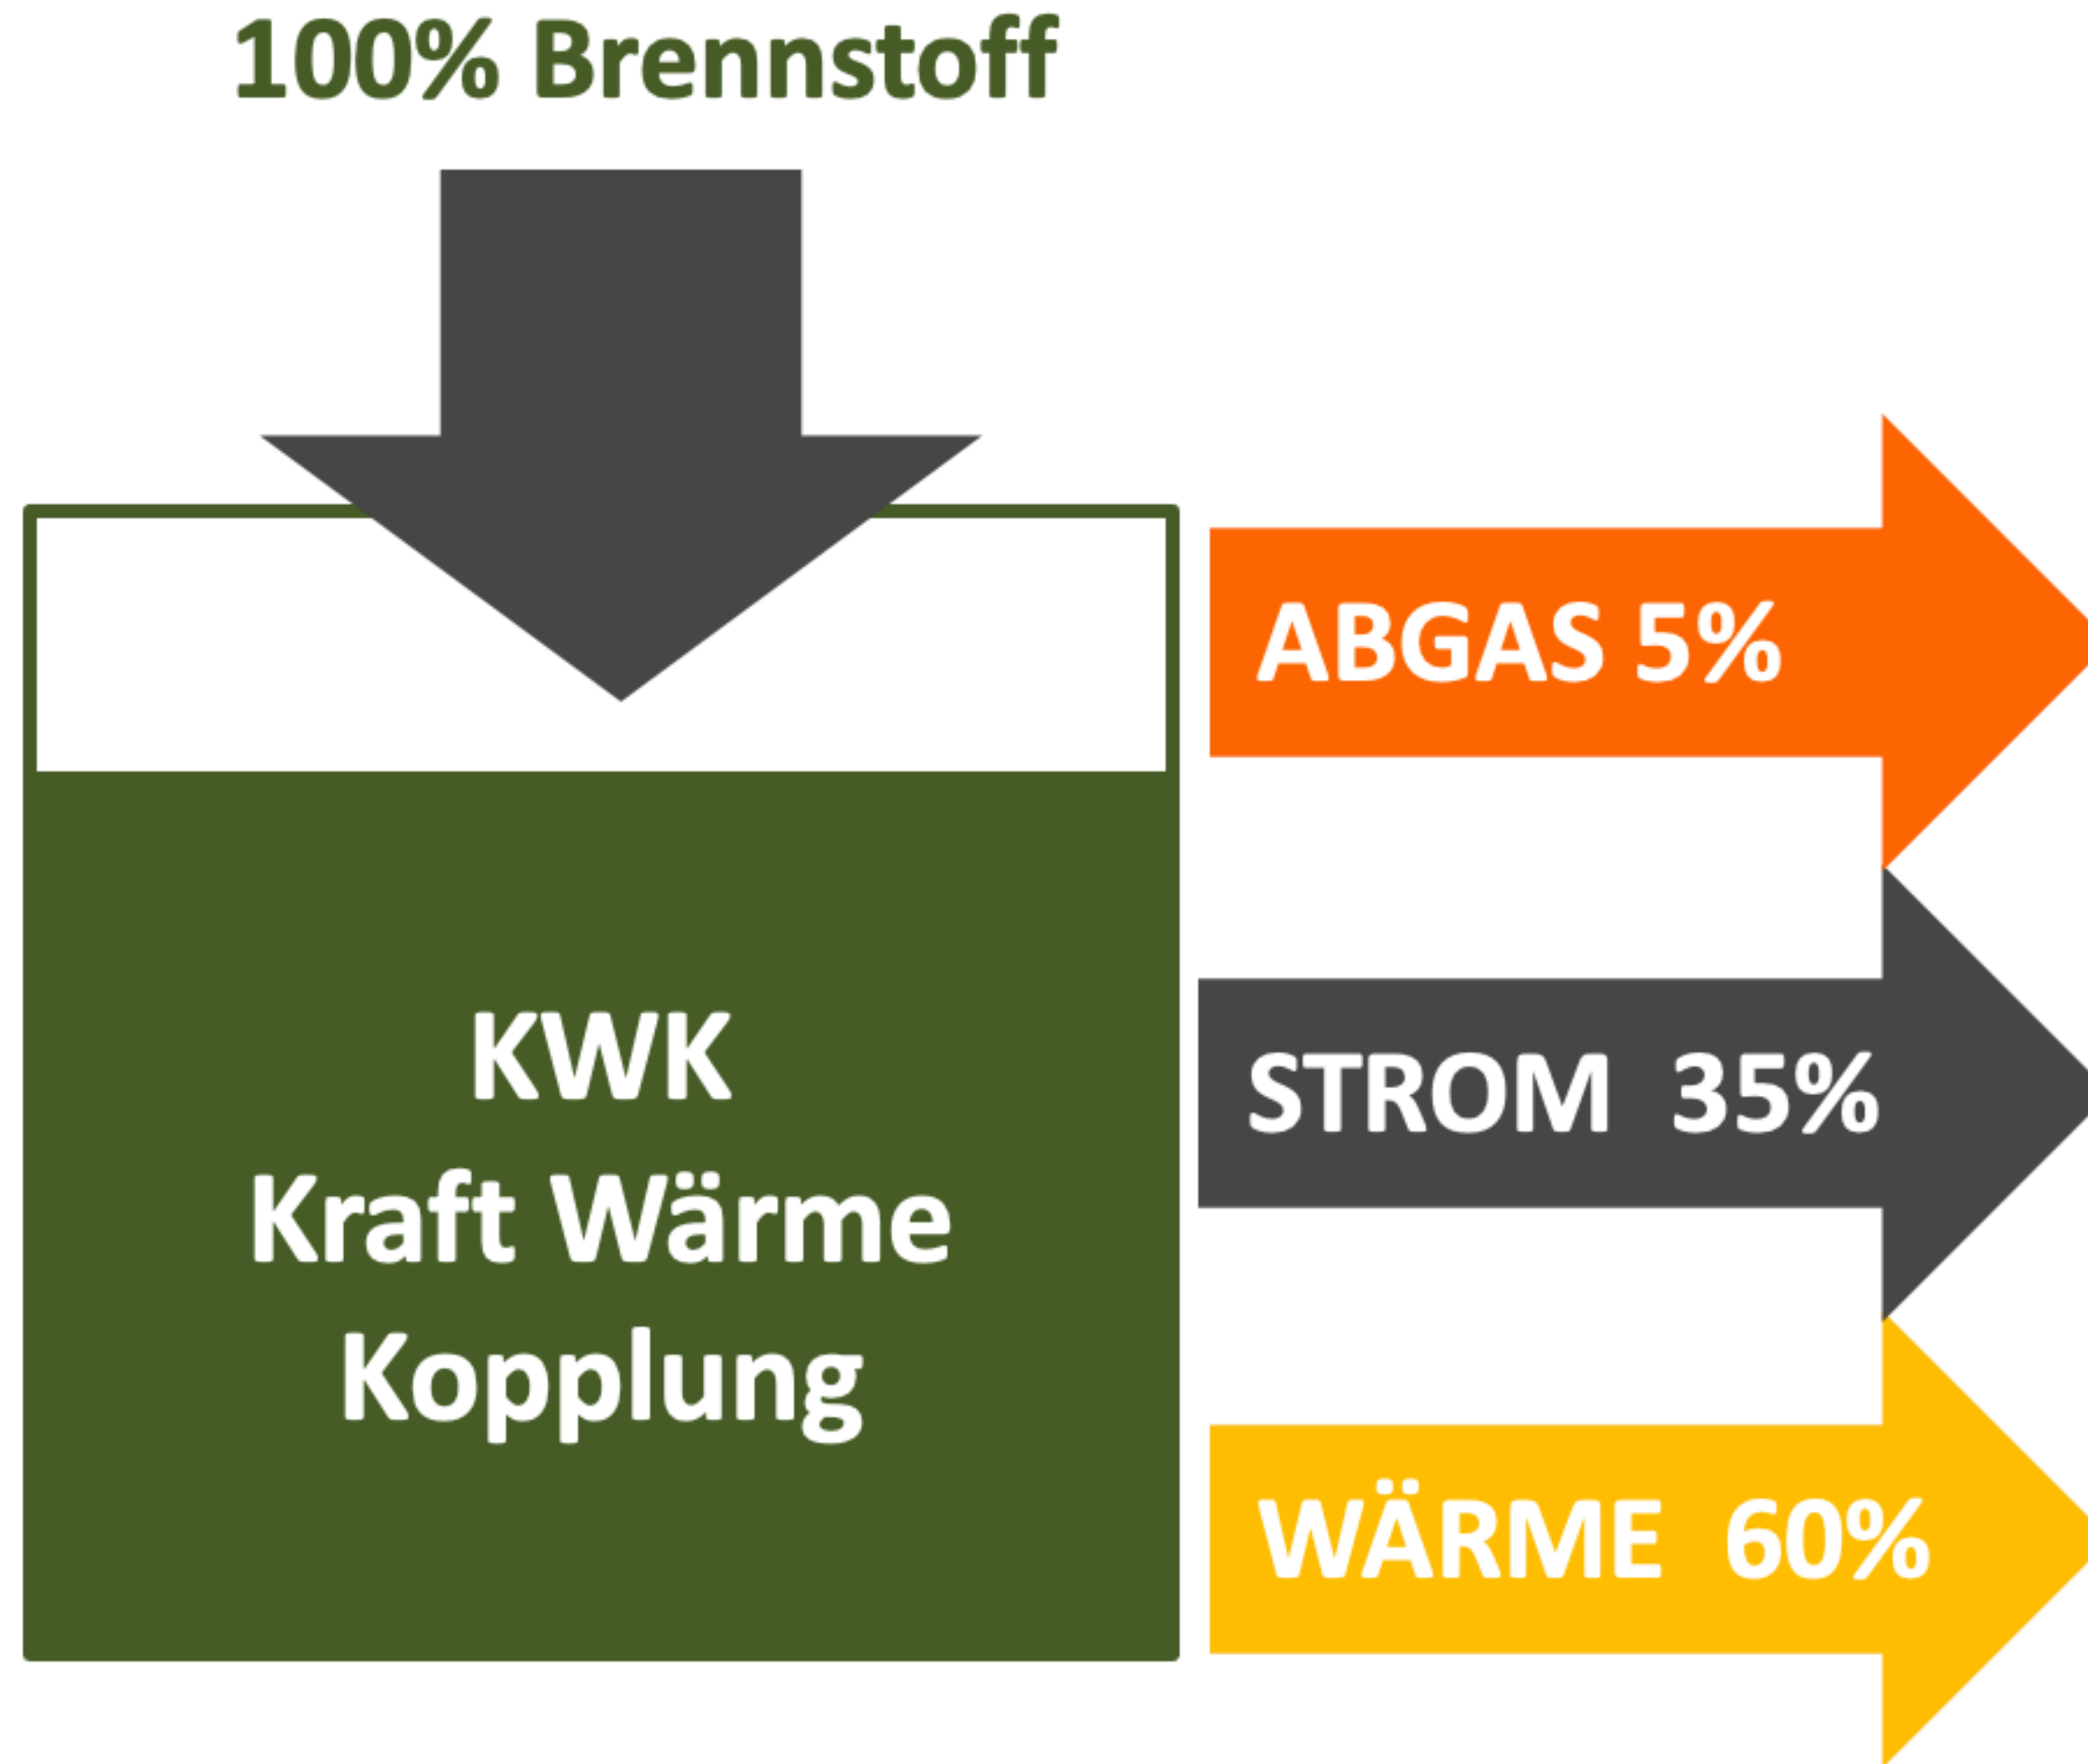 100% Brennstoff
ABGAS 5%
KWK
Kraft Wärme
Kopplung
STROM 35%
WÄRME 60%